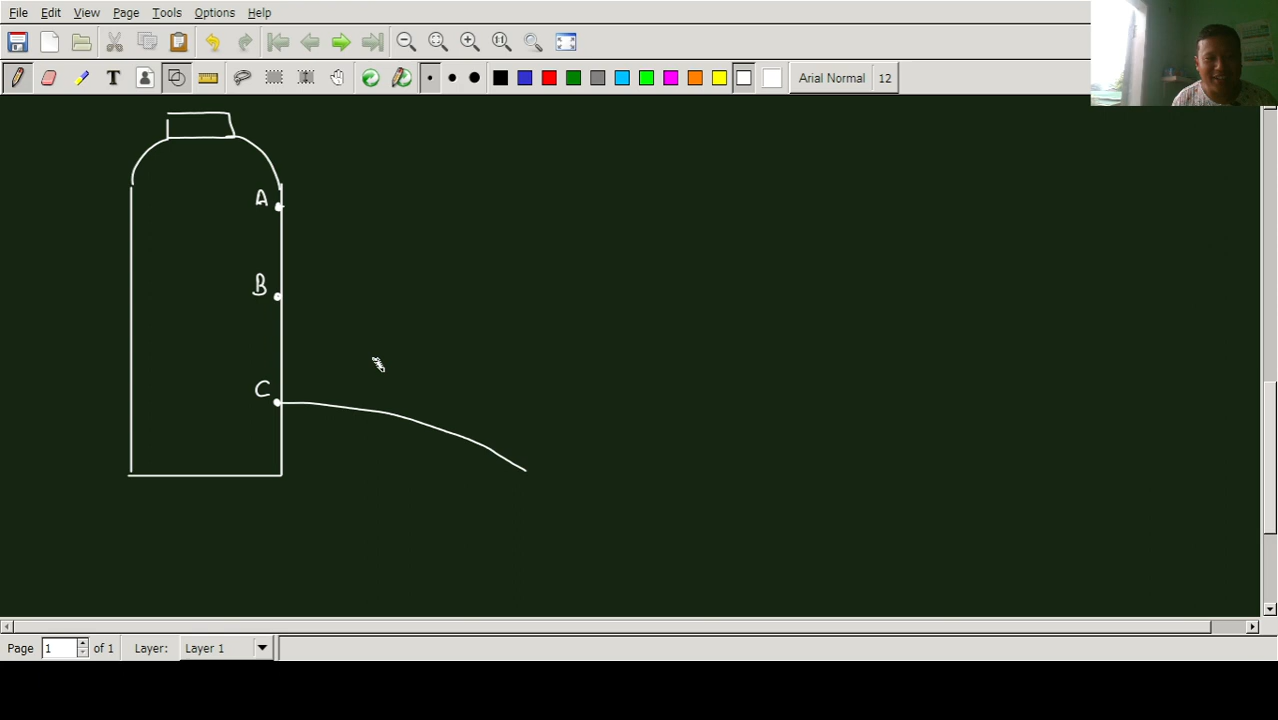 File Edit View Page Tools Options Help
T Arial Normal 12
A
B
C
Page 1 of 1 Layer: Layer 1